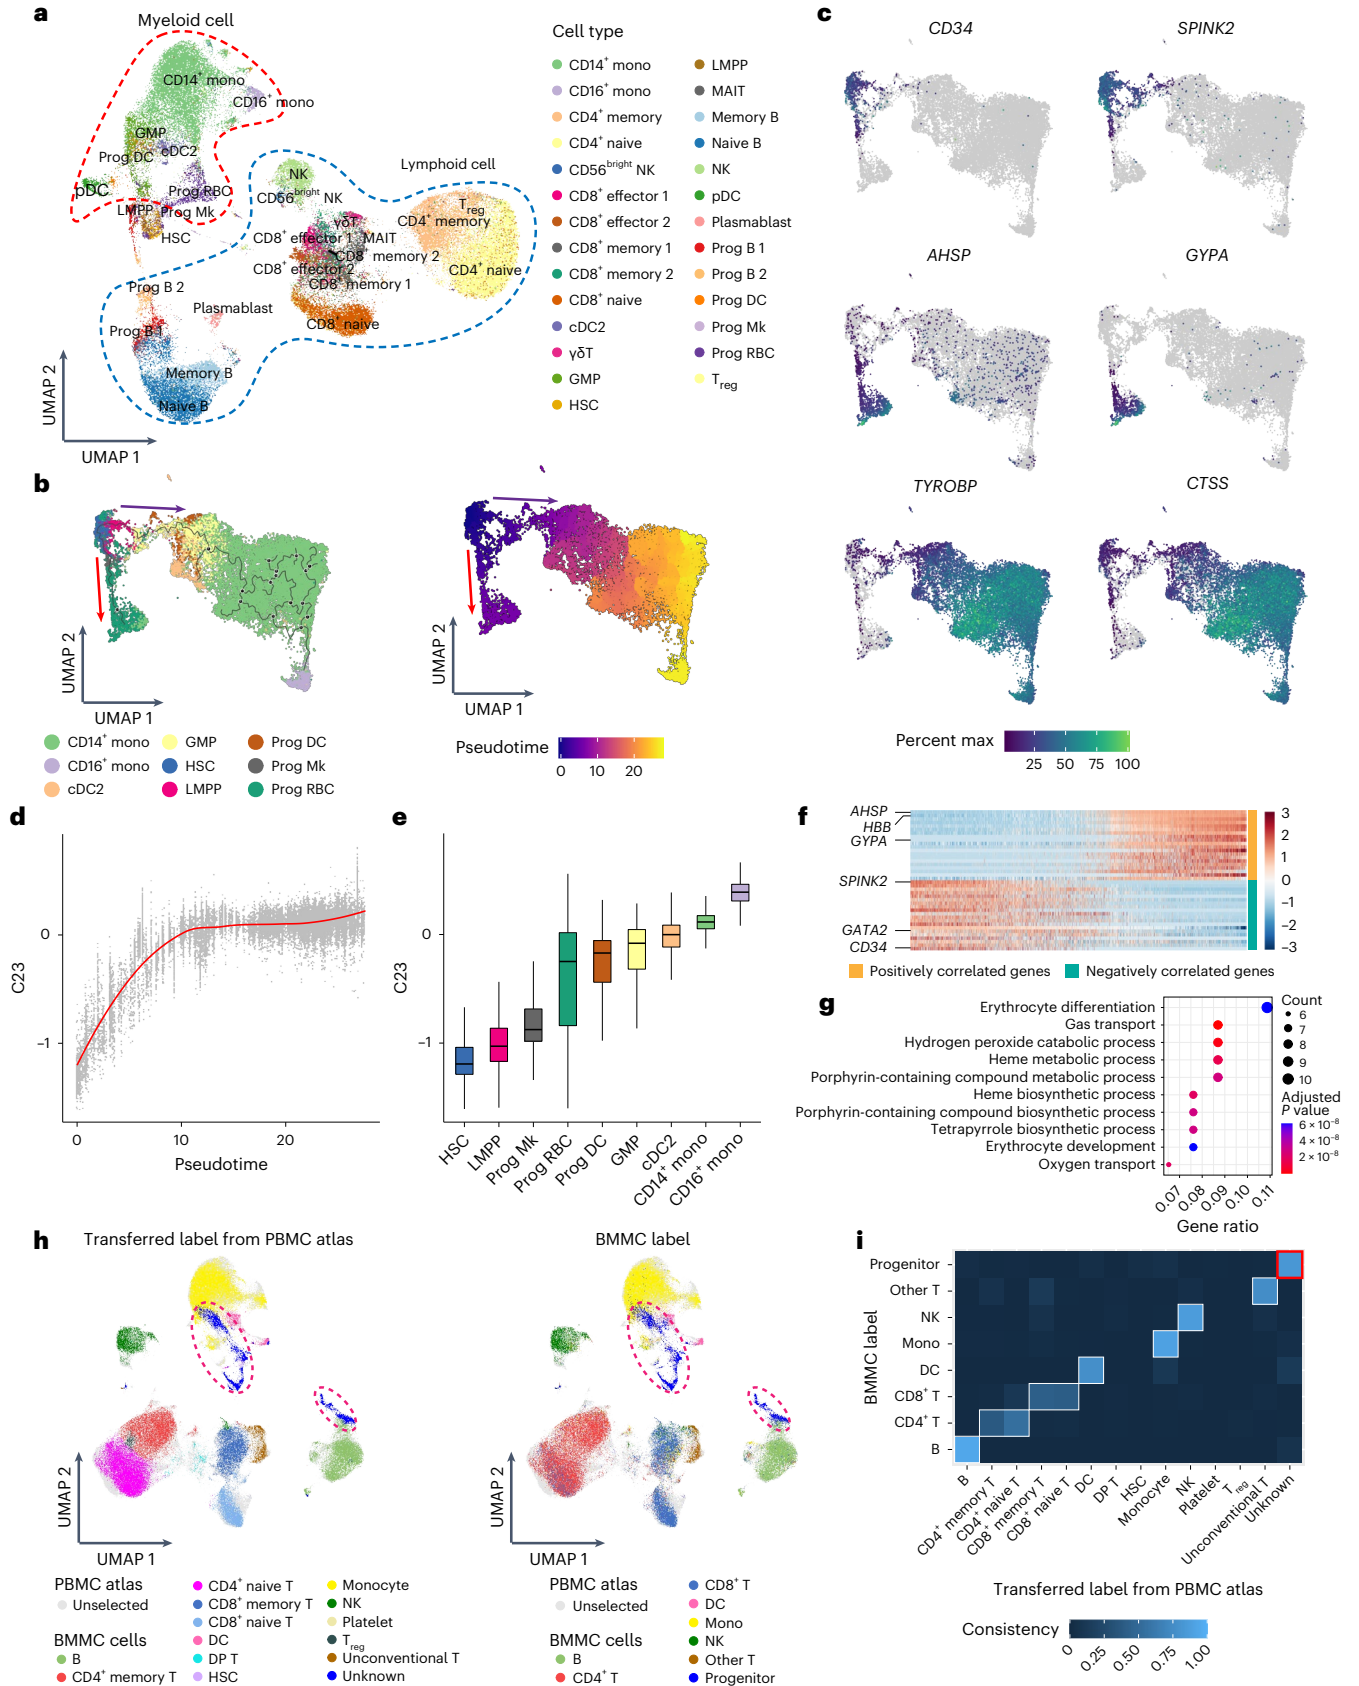 a
Myeloid cell
CD14+ mono
CD16+ mono
GMP
Prog DC
cDC2
pDC
Prog RBC
LMPP
Prog Mk
HSC
NK
CD56bright NK
Lymphoid cell
Treg
CD4+ memory
CD4+ naive
γδT
CD8+ effector 1
MAIT
CD8+ memory 2
CD8+ effector 2
CD8+ memory 1
CD8+ naive
Prog B 2
Plasmablast
Prog B 1
Memory B
Naive B
UMAP 2
UMAP 1
Cell type
CD14+ mono
CD16+ mono
CD4+ memory
CD4+ naive
CD56bright NK
CD8+ effector 1
CD8+ effector 2
CD8+ memory 1
CD8+ memory 2
CD8+ naive
cDC2
γδT
GMP
HSC
LMPP
MAIT
Memory B
Naive B
NK
pDC
Plasmablast
Prog B 1
Prog B 2
Prog DC
Prog Mk
Prog RBC
Treg
b
UMAP 2
UMAP 1
CD14+ mono
CD16+ mono
cDC2
GMP
HSC
LMPP
Prog DC
Prog Mk
Prog RBC
UMAP 2
UMAP 1
Pseudotime
0 10 20
c
CD34
SPINK2
AHSP
GYPA
TYROBP
CTSS
Percent max
25 50 75 100
d
C23
0
−1
0 10 20
Pseudotime
e
C23
0
−1
HSC
LMPP
Prog Mk
Prog RBC
Prog DC
GMP
cDC2
CD14+ mono
CD16+ mono
f
AHSP
HBB
GYPA
SPINK2
GATA2
CD34
3
2
1
0
−1
−2
−3
Positively correlated genes
Negatively correlated genes
g
Erythrocyte differentiation
Gas transport
Hydrogen peroxide catabolic process
Heme metabolic process
Porphyrin-containing compound metabolic process
Heme biosynthetic process
Porphyrin-containing compound biosynthetic process
Tetrapyrrole biosynthetic process
Erythrocyte development
Oxygen transport
0.07 0.08 0.09 0.10 0.11
Gene ratio
Count
6
7
8
9
10
Adjusted
P value
6 × 10−8
4 × 10−8
2 × 10−8
h
Transferred label from PBMC atlas
UMAP 2
UMAP 1
PBMC atlas
Unselected
BMMC cells
B
CD4+ memory T
CD4+ naive T
CD8+ memory T
CD8+ naive T
DC
DP T
HSC
Monocyte
NK
Platelet
Treg
Unconventional T
Unknown
BMMC label
UMAP 2
UMAP 1
PBMC atlas
Unselected
BMMC cells
B
CD4+ T
CD8+ T
DC
Mono
NK
Other T
Progenitor
i
BMMC label
Progenitor
Other T
NK
Mono
DC
CD8+ T
CD4+ T
B
B
CD4+ memory T
CD4+ naive T
CD8+ memory T
CD8+ naive T
DC
DP T
HSC
Monocyte
NK
Platelet
Treg
Unconventional T
Unknown
Transferred label from PBMC atlas
Consistency
0 0.25 0.50 0.75 1.00